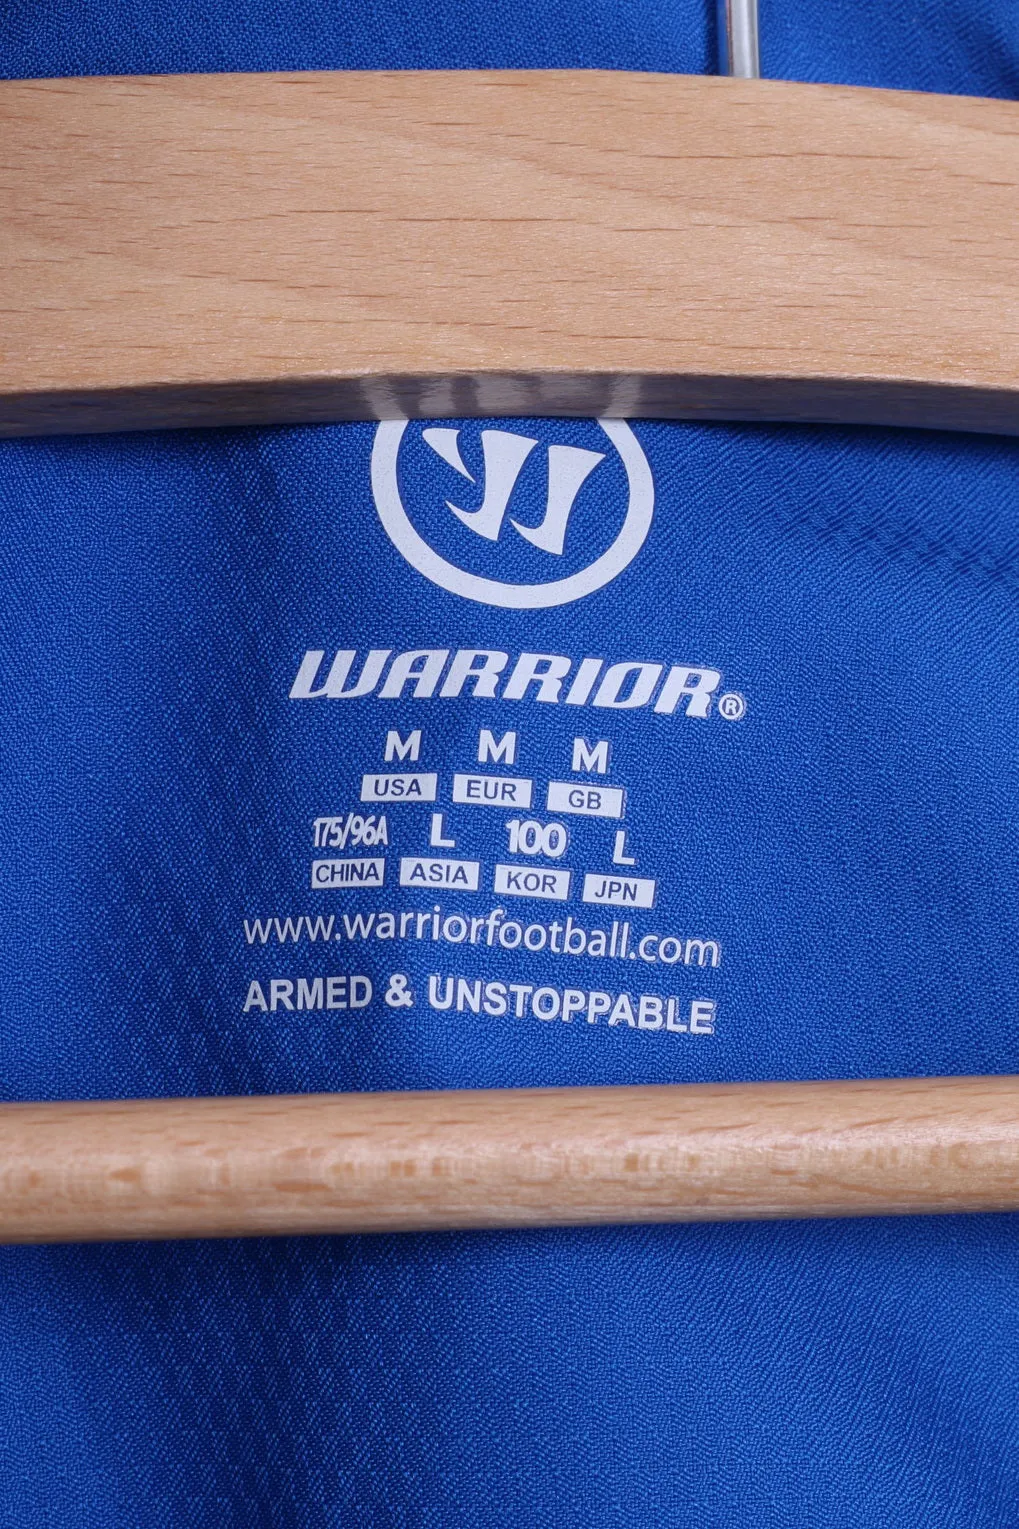 WARRIOR®
M M M
USA EUR GB
175/96A L 100 L
CHINA ASIA KOR JPN
www.warriorfootball.com
ARMED & UNSTOPPABLE